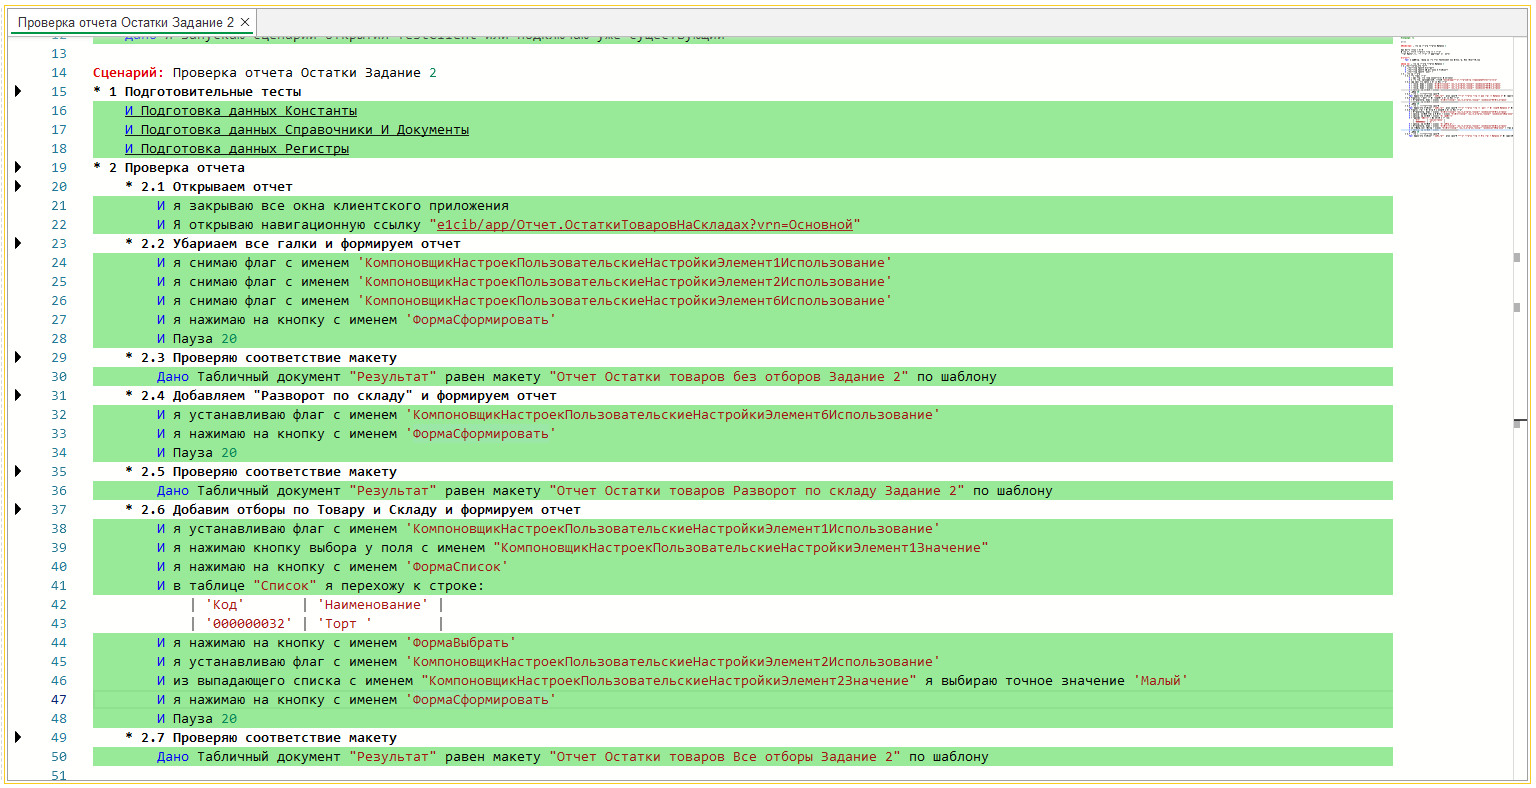 Проверка отчета Остатки Задание 2 ×
12 Дано Я запускаю сценарий открытия TestClient или подключаю уже существующий
13
14 Сценарий: Проверка отчета Остатки Задание 2
15 * 1 Подготовительные тесты
16 И Подготовка данных Константы
17 И Подготовка данных Справочники И Документы
18 И Подготовка данных Регистры
19 * 2 Проверка отчета
20 * 2.1 Открываем отчет
21 И я закрываю все окна клиентского приложения
22 И Я открываю навигационную ссылку "e1cib/app/Отчет.ОстаткиТоваровНаСкладах?vrn=Основной"
23 * 2.2 Убариаем все галки и формируем отчет
24 И я снимаю флаг с именем 'КомпоновщикНастроекПользовательскиеНастройкиЭлемент1Использование'
25 И я снимаю флаг с именем 'КомпоновщикНастроекПользовательскиеНастройкиЭлемент2Использование'
26 И я снимаю флаг с именем 'КомпоновщикНастроекПользовательскиеНастройкиЭлемент6Использование'
27 И я нажимаю на кнопку с именем 'ФормаСформировать'
28 И Пауза 20
29 * 2.3 Проверяю соответствие макету
30 Дано Табличный документ "Результат" равен макету "Отчет Остатки товаров без отборов Задание 2" по шаблону
31 * 2.4 Добавляем "Разворот по складу" и формируем отчет
32 И я устанавливаю флаг с именем 'КомпоновщикНастроекПользовательскиеНастройкиЭлемент6Использование'
33 И я нажимаю на кнопку с именем 'ФормаСформировать'
34 И Пауза 20
35 * 2.5 Проверяю соответствие макету
36 Дано Табличный документ "Результат" равен макету "Отчет Остатки товаров Разворот по складу Задание 2" по шаблону
37 * 2.6 Добавим отборы по Товару и Складу и формируем отчет
38 И я устанавливаю флаг с именем 'КомпоновщикНастроекПользовательскиеНастройкиЭлемент1Использование'
39 И я нажимаю кнопку выбора у поля с именем "КомпоновщикНастроекПользовательскиеНастройкиЭлемент1Значение"
40 И я нажимаю на кнопку с именем 'ФормаСписок'
41 И в таблице "Список" я перехожу к строке:
42 | 'Код' | 'Наименование' |
43 | '000000032' | 'Торт ' |
44 И я нажимаю на кнопку с именем 'ФормаВыбрать'
45 И я устанавливаю флаг с именем 'КомпоновщикНастроекПользовательскиеНастройкиЭлемент2Использование'
46 И из выпадающего списка с именем "КомпоновщикНастроекПользовательскиеНастройкиЭлемент2Значение" я выбираю точное значение 'Малый'
47 И я нажимаю на кнопку с именем 'ФормаСформировать'
48 И Пауза 20
49 * 2.7 Проверяю соответствие макету
50 Дано Табличный документ "Результат" равен макету "Отчет Остатки товаров Все отборы Задание 2" по шаблону
51